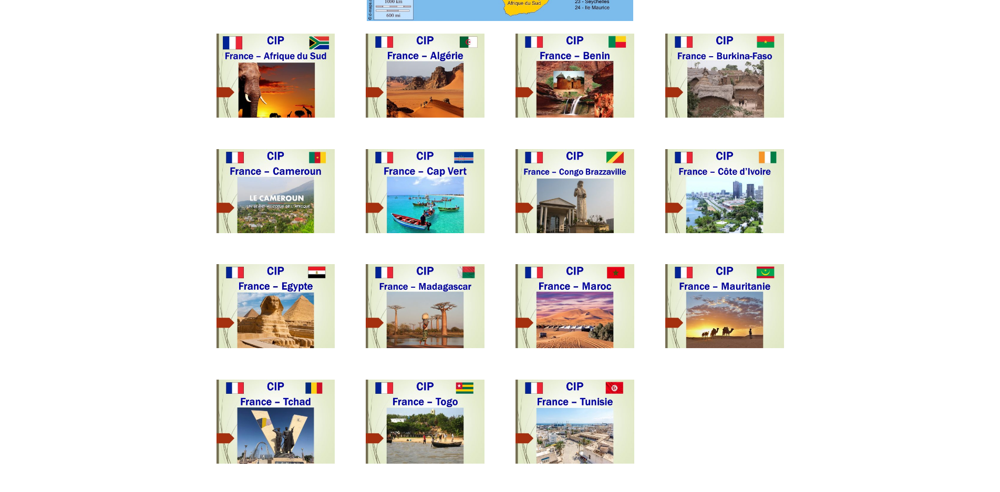 1000 km
600 mi
© d-maps.c
Afrique du Sud
23 - Seychelles
24 - Ile Maurice
CIP
France – Afrique du Sud
CIP
France – Algérie
CIP
France – Benin
CIP
France – Burkina-Faso
CIP
France – Cameroun
LE CAMEROUN
UN GÉANT AU COEUR DE L'AFRIQUE
CIP
France – Cap Vert
CIP
France – Congo Brazzaville
CIP
France – Côte d’Ivoire
CIP
France – Egypte
CIP
France – Madagascar
CIP
France – Maroc
CIP
France – Mauritanie
CIP
France – Tchad
CIP
France – Togo
CIP
France – Tunisie